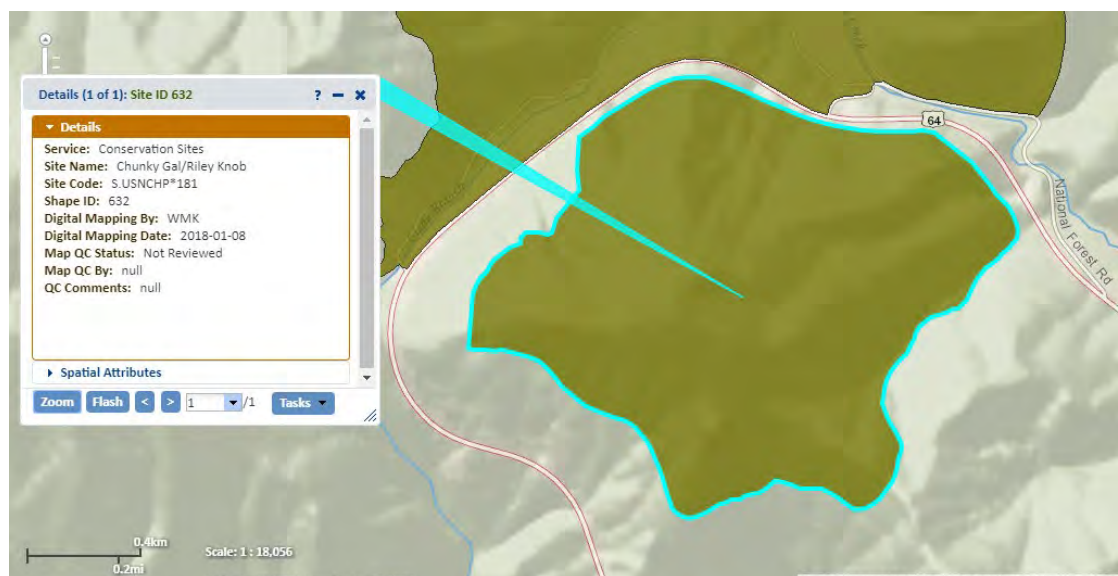 Details (1 of 1): Site ID 632
?
Details
Service: Conservation Sites
Site Name: Chunky Gal/Riley Knob
Site Code: S.USNCHP*181
Shape ID: 632
Digital Mapping By: WMK
Digital Mapping Date: 2018-01-08
Map QC Status: Not Reviewed
Map QC By: null
QC Comments: null
Spatial Attributes
Zoom Flash < > 1 /1 Tasks
64
National Forest Rd
0.4km
0.2mi
Scale: 1 : 18,056